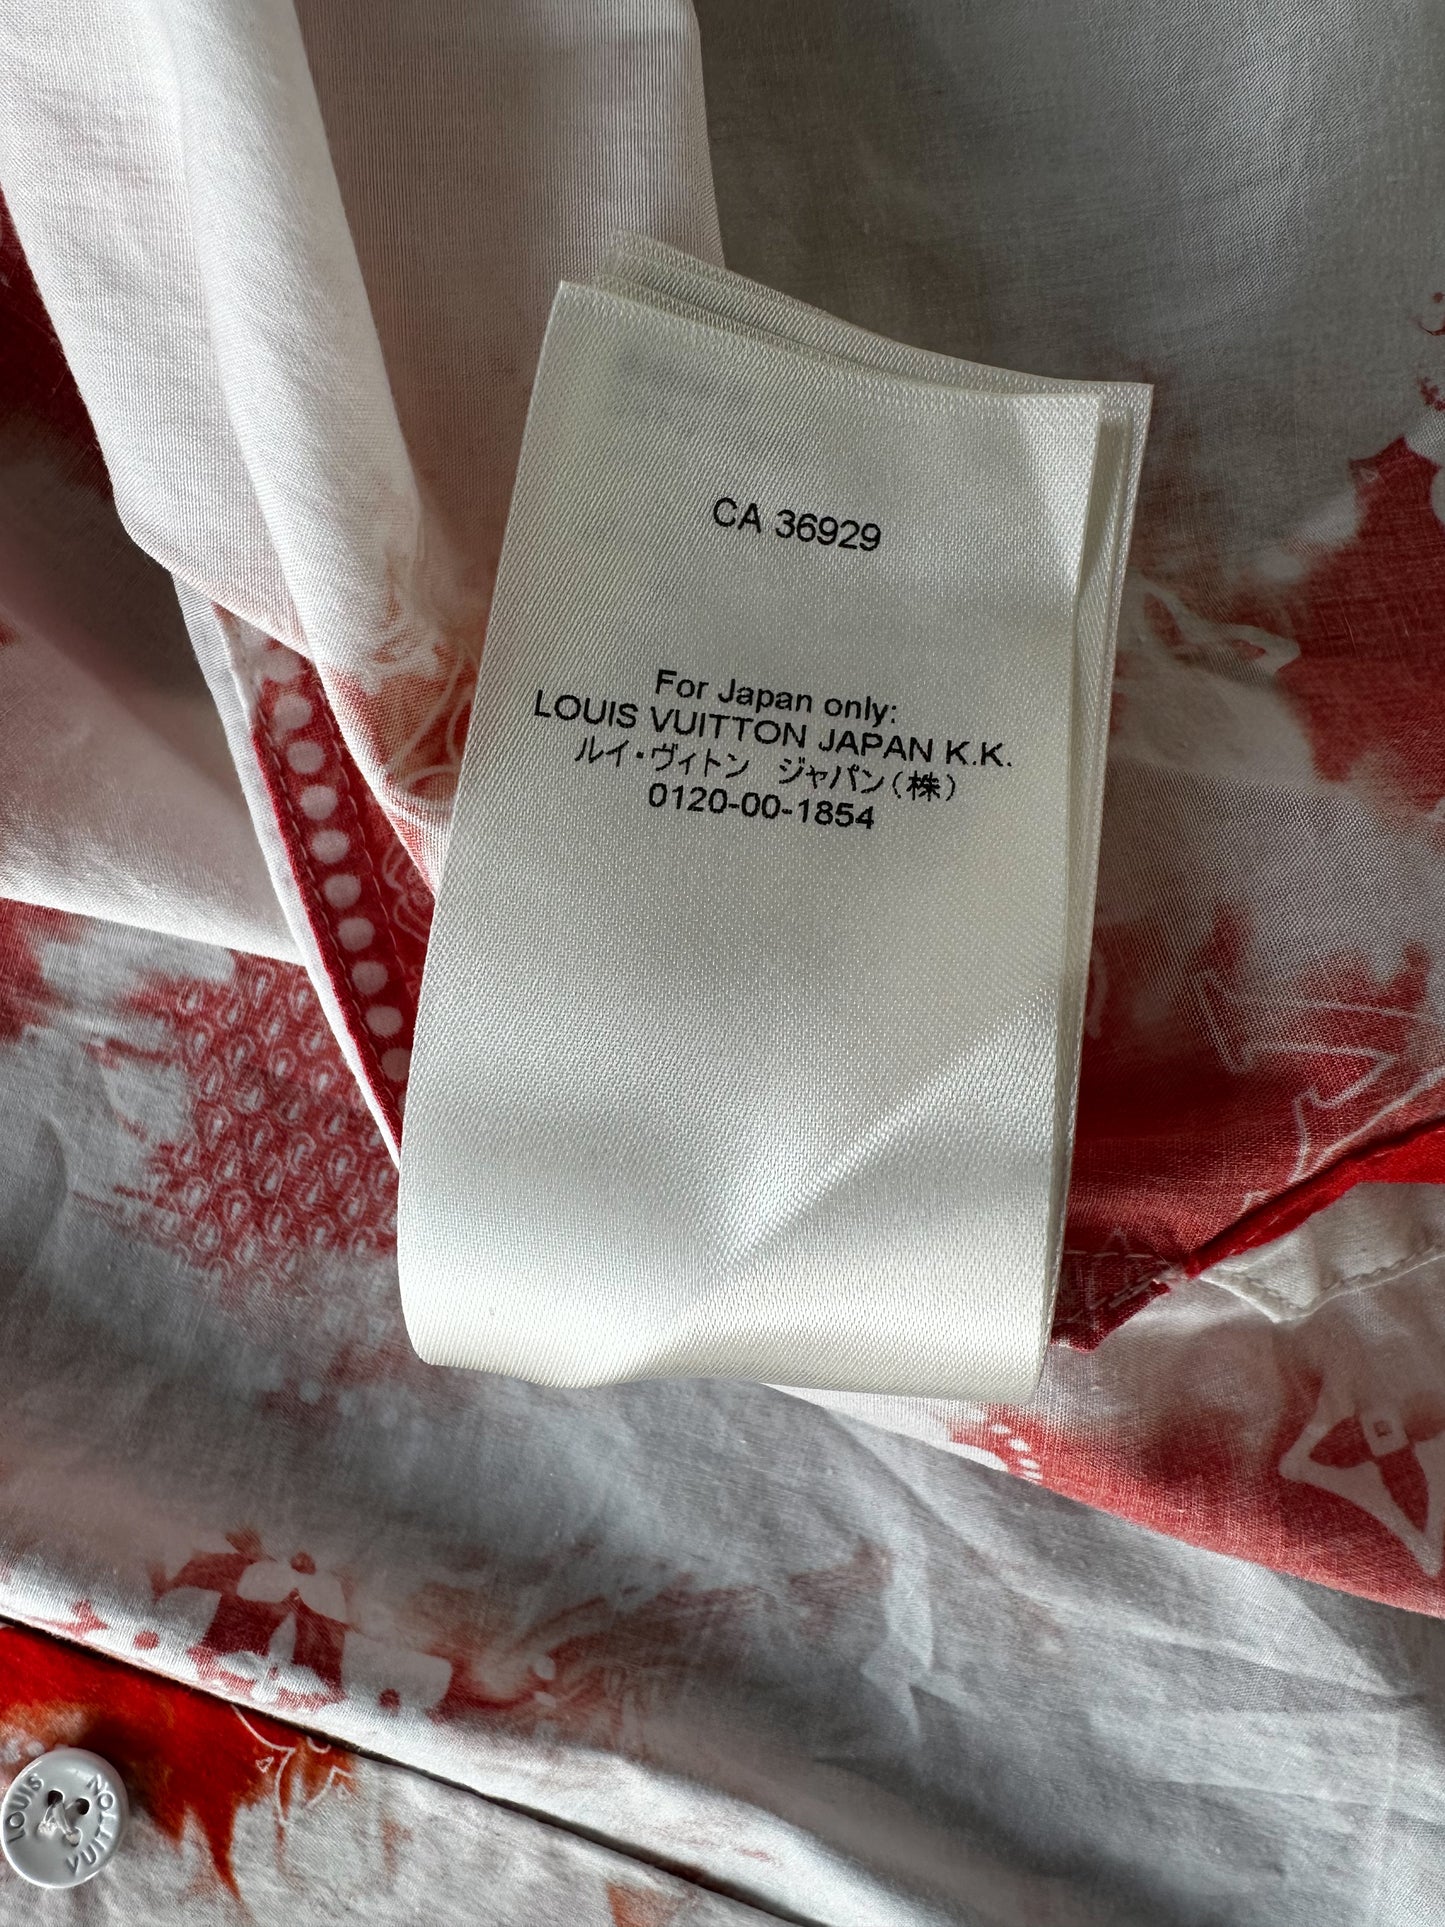 CA 36929
For Japan only:
LOUIS VUITTON JAPAN K.K.
ルイ・ヴィトン　ジャパン(株)
0120-00-1854
LOUIS VUITTON